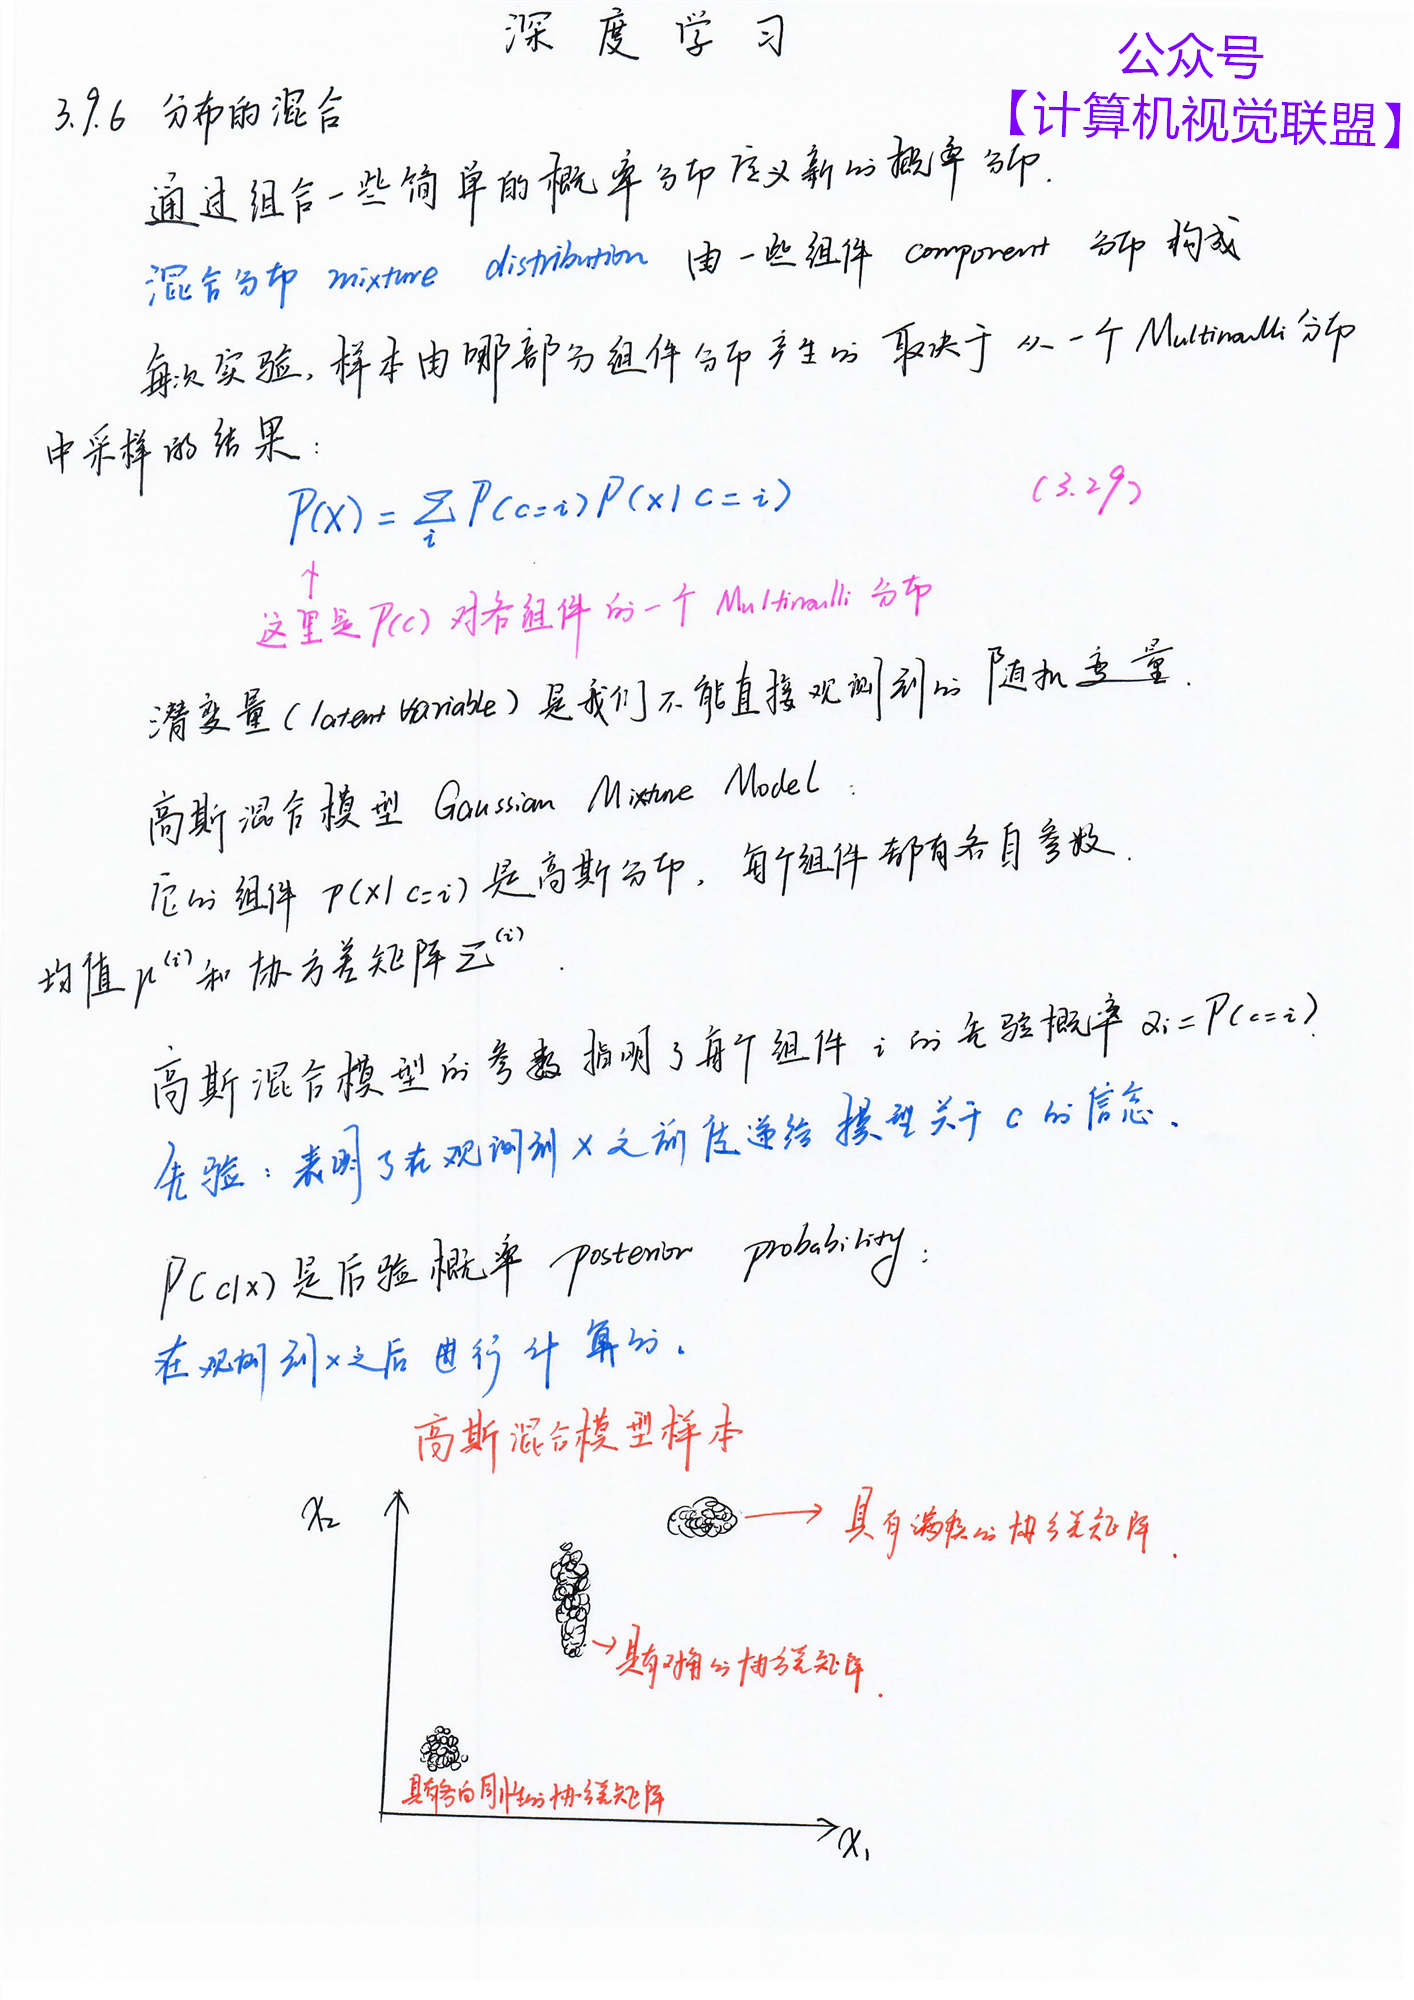 深度学习
公众号
【计算机视觉联盟】
3.9.6 分布的混合
通过组合一些简单的概率分布定义新的概率分布.
混合分布 mixture distribution 由一些组件 component 分布构成
每次实验,样本由哪部分组件分布产生的 取决于从一个 Multinoulli 分布
中采样的结果:
P(X) = ∑_i P(c=i) P(x|c=i) (3.29)
↑
这里是P(c) 对各组件的一个 Multinoulli 分布
潜变量(latent variable)是我们不能直接观测到的随机变量.
高斯混合模型 Gaussian Mixture Model:
它的组件 p(x|c=i)是高斯分布,每个组件都有各自参数.
均值μ^(i)和协方差矩阵Σ^(i).
高斯混合模型的参数指明了每个组件 i 的先验概率 αi=P(c=i).
先验:表明了在观测到 x 之前传递给模型关于 c 的信念.
P(c|x)是后验概率 posterior probability:
在观测到x之后进行计算的.
高斯混合模型样本
x₂
具有满秩的协方差矩阵.
具有对角的协方差矩阵.
具有各向同性的协方差矩阵
x₁